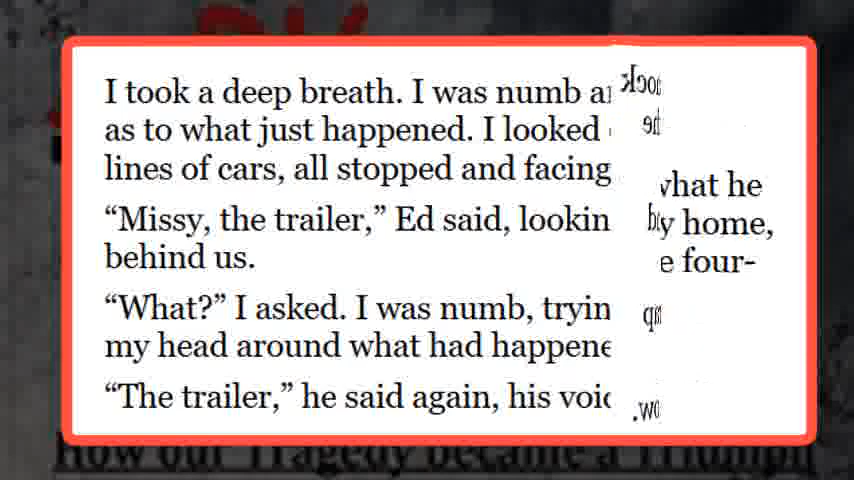 I took a deep breath. I was numb
as to what just happened. I looked
lines of cars, all stopped and facing
what he
“Missy, the trailer,” Ed said, lookin
home,
behind us.
four-
“What?” I asked. I was numb, tryin
my head around what had happene
“The trailer,” he said again, his
How our Tragedy became a Triumph